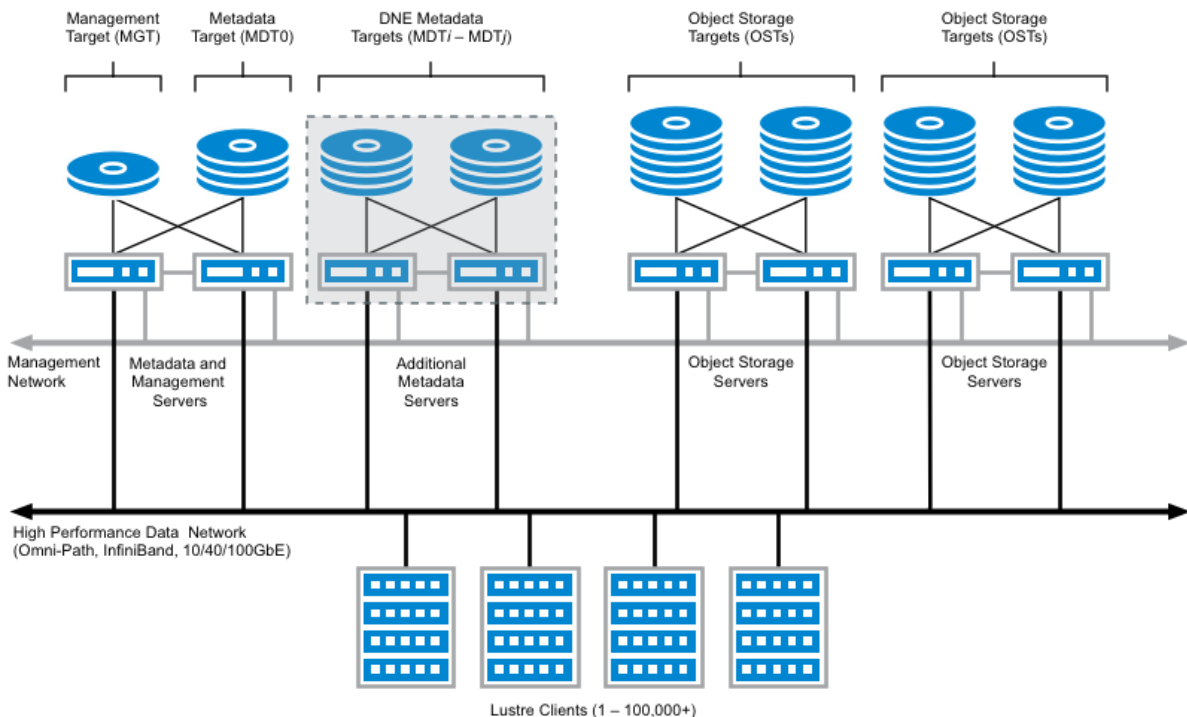 Management
Target (MGT)
Metadata
Target (MDT0)
DNE Metadata
Targets (MDTi – MDTj)
Object Storage
Targets (OSTs)
Object Storage
Targets (OSTs)
Management
Network
Metadata and
Management
Servers
Additional
Metadada
Servers
Object Storage
Servers
Object Storage
Servers
High Performance Data Network
(Omni-Path, InfiniBand, 10/40/100GbE)
Lustre Clients (1 – 100,000+)